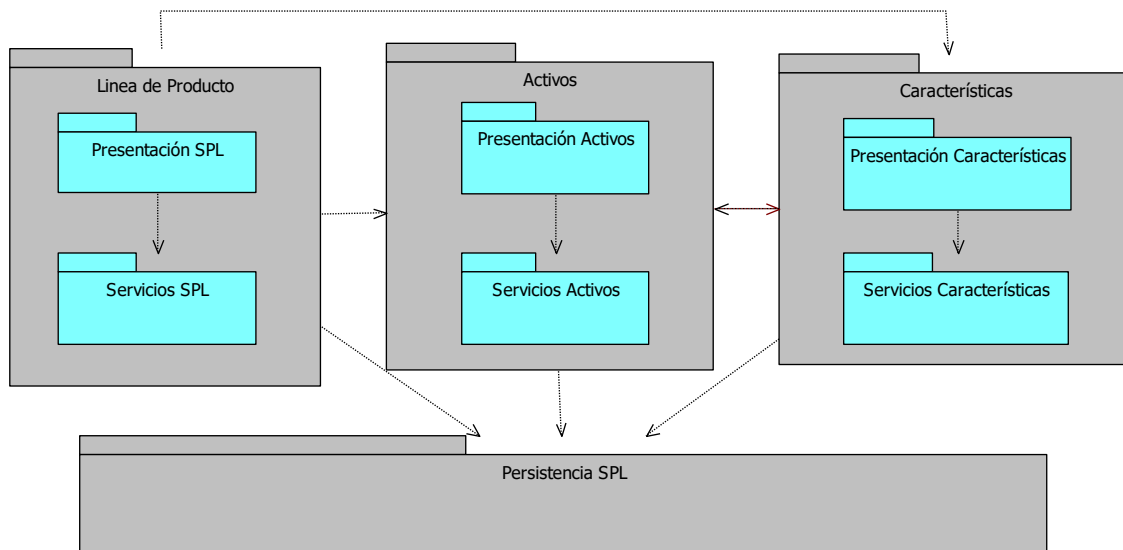 Linea de Producto
Presentación SPL
Servicios SPL
Activos
Presentación Activos
Servicios Activos
Características
Presentación Características
Servicios Características
Persistencia SPL